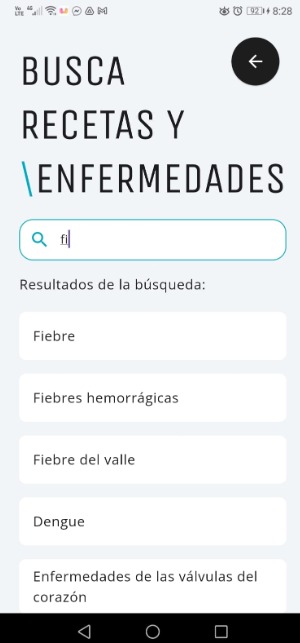 Vo LTE 4G 92 8:28
BUSCA
RECETAS Y
\ENFERMEDADES
fi
Resultados de la búsqueda:
Fiebre
Fiebres hemorrágicas
Fiebre del valle
Dengue
Enfermedades de las válvulas del
corazón